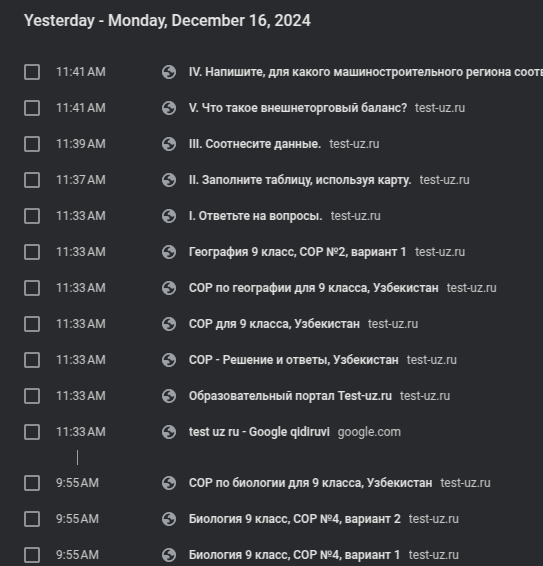 Yesterday - Monday, December 16, 2024
11:41 AM IV. Напишите, для какого машиностроительного региона
11:41 AM V. Что такое внешнеторговый баланс? test-uz.ru
11:39 AM III. Соотнесите данные. test-uz.ru
11:37 AM II. Заполните таблицу, используя карту. test-uz.ru
11:33 AM I. Ответьте на вопросы. test-uz.ru
11:33 AM География 9 класс, СОР №2, вариант 1 test-uz.ru
11:33 AM СОР по географии для 9 класса, Узбекистан test-uz.ru
11:33 AM СОР для 9 класса, Узбекистан test-uz.ru
11:33 AM СОР - Решение и ответы, Узбекистан test-uz.ru
11:33 AM Образовательный портал Test-uz.ru test-uz.ru
11:33 AM test uz ru - Google qidiruvi google.com
9:55 AM СОР по биологии для 9 класса, Узбекистан test-uz.ru
9:55 AM Биология 9 класс, СОР №4, вариант 2 test-uz.ru
9:55 AM Биология 9 класс, СОР №4, вариант 1 test-uz.ru